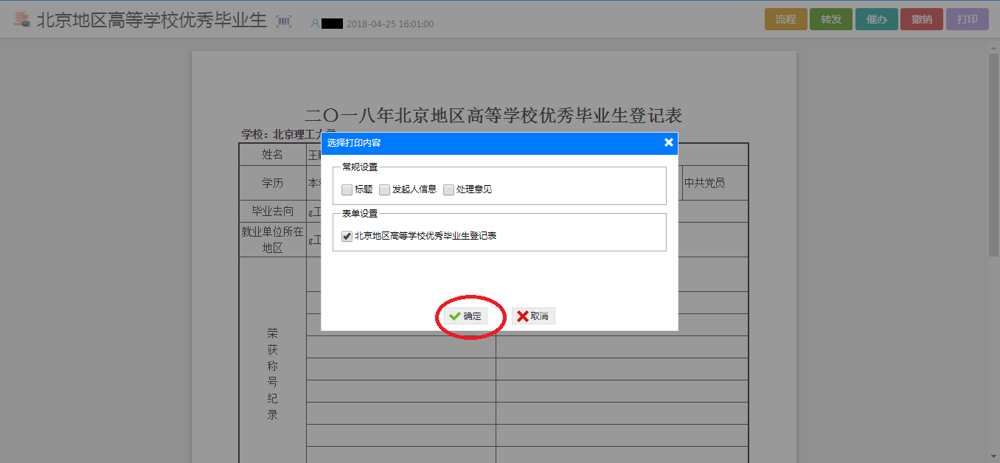 北京地区高等学校优秀毕业生
2018-04-25 16:01:00
流程 转发 催办 撤销 打印
二〇一八年北京地区高等学校优秀毕业生登记表
学校：北京理工大学
选择打印内容
常规设置
标题 发起人信息 处理意见
表单设置
北京地区高等学校优秀毕业生登记表
确定 取消
姓名 王
学历 本 中共党员
毕业去向 g工
就业单位所在
地区 g工
荣
获
称
号
纪
录